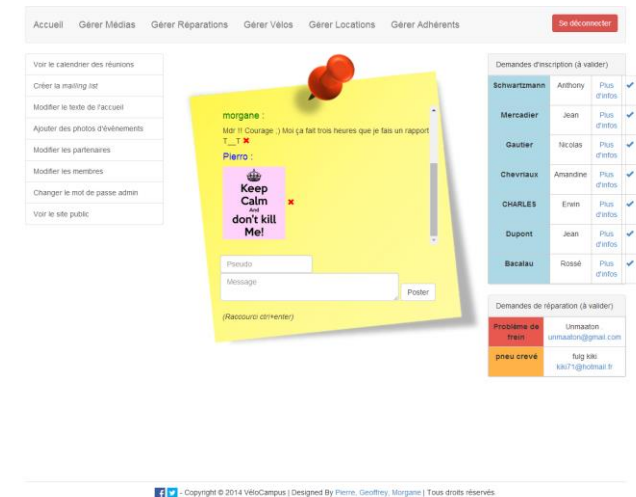 Accueil Gérer Médias Gérer Réparations Gérer Vélos Gérer Locations Gérer Adhérents Se déconnecter
Voir le calendrier des réunions
Créer la mailing list
Modifier le texte de l'accueil
Ajouter des photos d'évènements
Modifier les partenaires
Modifier les membres
Changer le mot de passe admin
Voir le site public
morgane :
Mdr !! Courage ;) Moi ça fait trois heures que je fais un rapport
T__T
Pierro :
Keep
Calm
And
don't kill
Me!
Pseudo
Message
Poster
(Raccourci ctrl+enter)
Demandes d'inscription (à valider)
Schwartzmann Anthony Plus d'infos
Mercadier Jean Plus d'infos
Gautier Nicolas Plus d'infos
Chevriaux Amandine Plus d'infos
CHARLES Erwin Plus d'infos
Dupont Jean Plus d'infos
Bacalau Rossé Plus d'infos
Demandes de réparation (à valider)
Problème de frein Unmaaton unmaaton@gmail.com
pneu crevé fulg kiki kiki71@hotmail.fr
- Copyright © 2014 VéloCampus | Designed By Pierre, Geoffrey, Morgane | Tous droits réservés